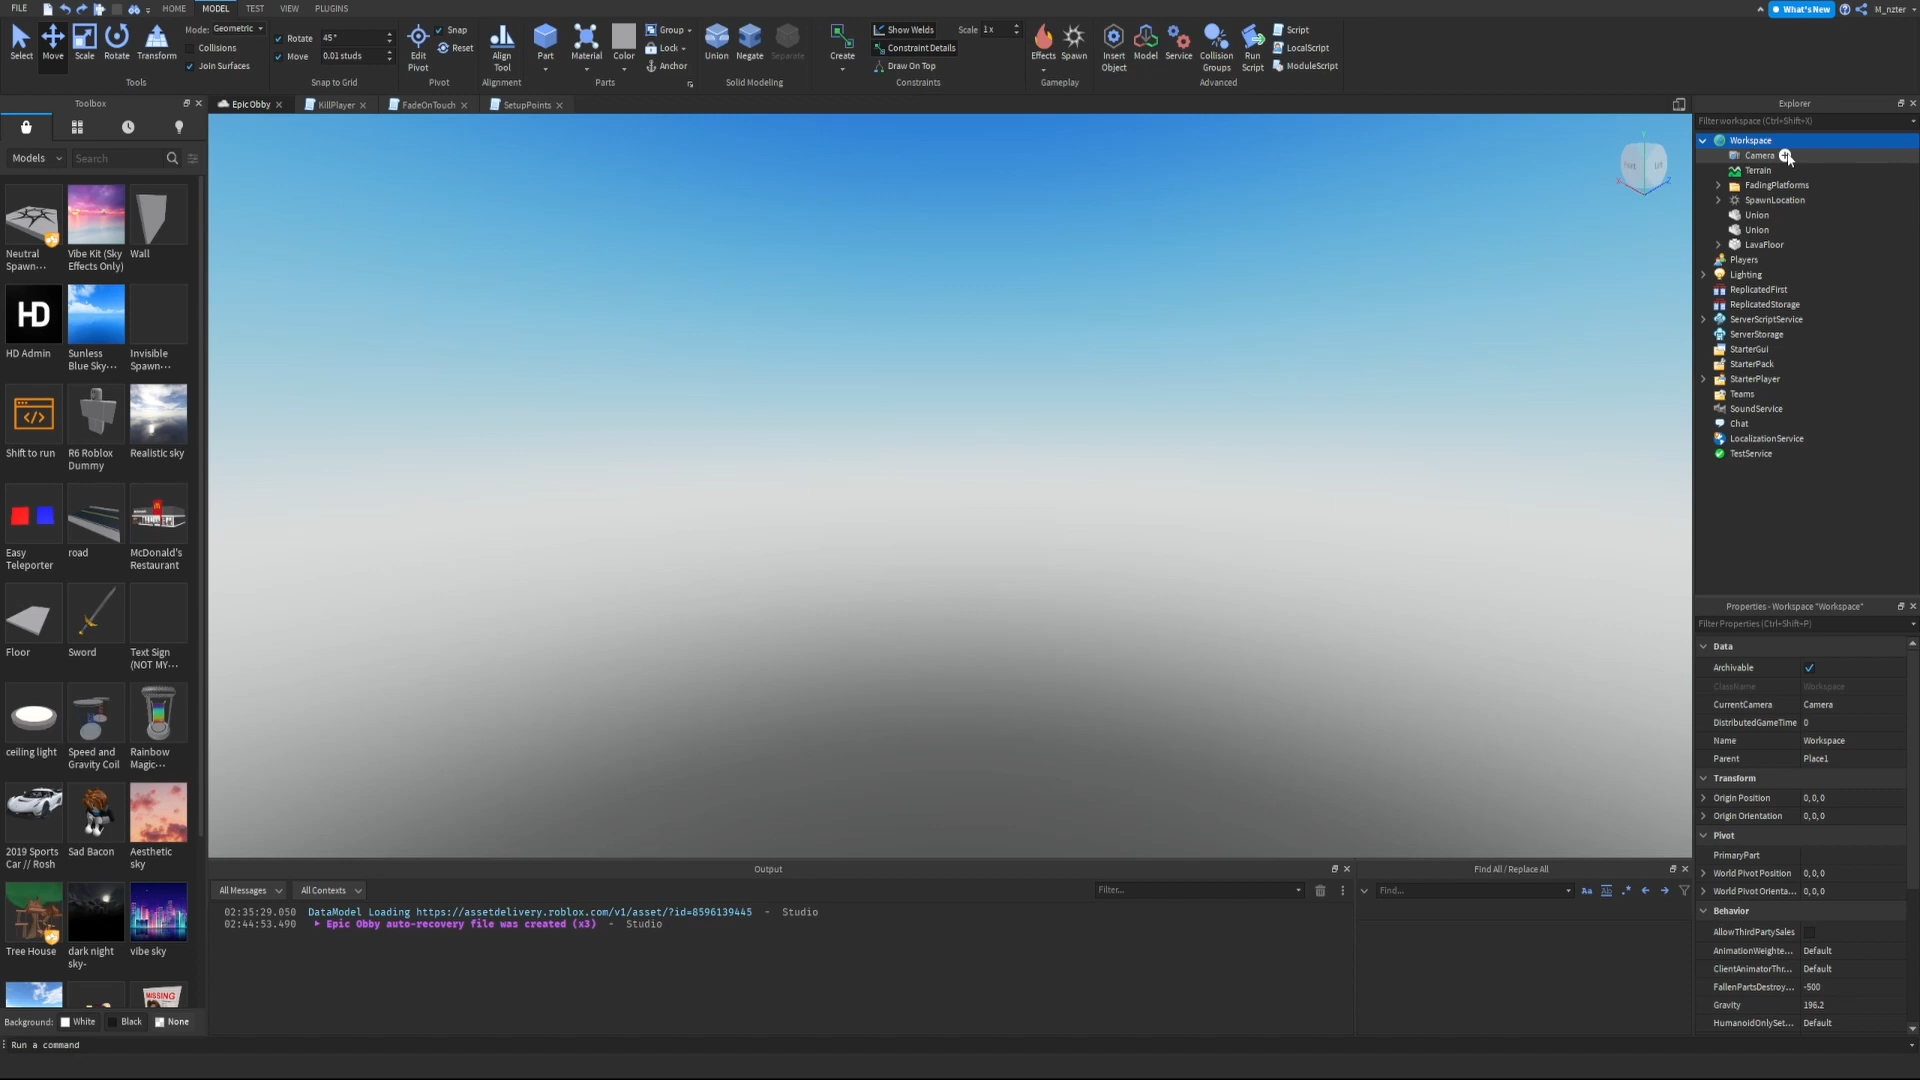 FILE HOME MODEL TEST VIEW PLUGINS
What's New M_nzter
Select Move Scale Rotate Transform
Mode: Geometric
Collisions
Join Surfaces
Tools
Rotate 45°
Move 0.01 studs
Snap to Grid
Edit Pivot
Snap
Reset
Pivot
Align Tool
Alignment
Part Material Color
Group
Lock
Anchor
Parts
Union Negate Separate
Solid Modeling
Create
Show Welds Scale 1x
Constraint Details
Draw On Top
Constraints
Effects Spawn
Gameplay
Insert Object
Model
Service
Collision Groups
Run Script
Script
LocalScript
ModuleScript
Advanced
Toolbox
Models Search
Neutral Spawn...
Vibe Kit (Sky Effects Only)
Wall
HD
HD Admin
Sunless Blue Sky...
Invisible Spawn...
Shift to run
R6 Roblox Dummy
Realistic sky
Easy Teleporter
road
McDonald's Restaurant
Floor
Sword
Text Sign (NOT MY...
ceiling light
Speed and Gravity Coil
Rainbow Magic...
2019 Sports Car // Rosh
Sad Bacon
Aesthetic sky
Tree House
dark night sky-
vibe sky
MISSING
Background: White Black None
Run a command
Epic Obby KillPlayer FadeOnTouch SetupPoints
Output
All Messages All Contexts Filter...
02:35:29.050 DataModel Loading https://assetdelivery.roblox.com/v1/asset/?id=8596139445 - Studio
02:44:53.490 Epic Obby auto-recovery file was created (x3) - Studio
Find All / Replace All
Find...
Explorer
Filter workspace (Ctrl+Shift+X)
Workspace
Camera
Terrain
FadingPlatforms
SpawnLocation
Union
Union
LavaFloor
Players
Lighting
ReplicatedFirst
ReplicatedStorage
ServerScriptService
ServerStorage
StarterGui
StarterPack
StarterPlayer
Teams
SoundService
Chat
LocalizationService
TestService
Properties - Workspace "Workspace"
Filter Properties (Ctrl+Shift+P)
Data
Archivable
ClassName Workspace
CurrentCamera Camera
DistributedGameTime 0
Name Workspace
Parent Place1
Transform
Origin Position 0, 0, 0
Origin Orientation 0, 0, 0
Pivot
PrimaryPart
World Pivot Position 0, 0, 0
World Pivot Orienta... 0, 0, 0
Behavior
AllowThirdPartySales
AnimationWeighte... Default
ClientAnimatorThr... Default
FallenPartsDestroy... -500
Gravity 196.2
HumanoidOnlySet... Default